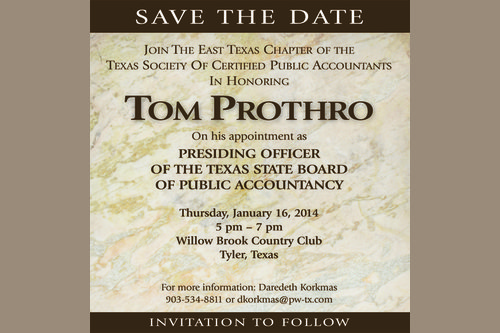 SAVE THE DATE
JOIN THE EAST TEXAS CHAPTER OF THE
TEXAS SOCIETY OF CERTIFIED PUBLIC ACCOUNTANTS
IN HONORING
TOM PROTHRO
On his appointment as
PRESIDING OFFICER
OF THE TEXAS STATE BOARD
OF PUBLIC ACCOUNTANCY
Thursday, January 16, 2014
5 pm – 7 pm
Willow Brook Country Club
Tyler, Texas
For more information: Daredeth Korkmas
903-534-8811 or dkorkmas@pw-tx.com
INVITATION TO FOLLOW